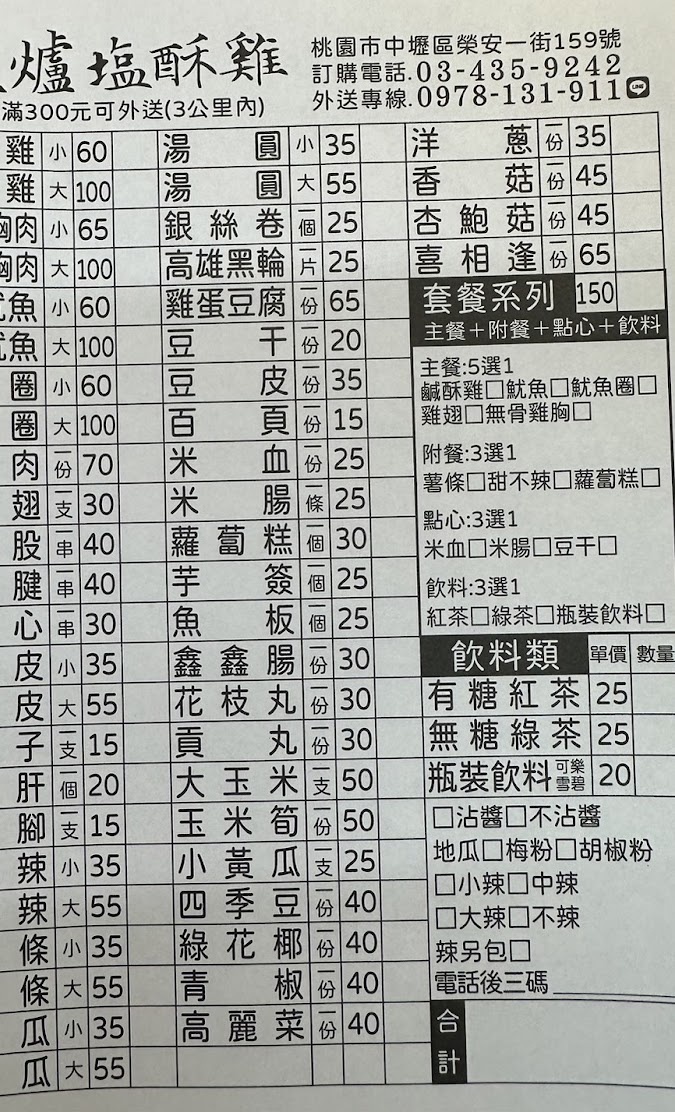 爐塩酥雞
桃園市中壢區榮安一街159號
訂購電話.03-435-9242
滿300元可外送(3公里內)
外送專線.0978-131-911 LINE
雞 小 60 湯圓 小 35 洋蔥 一份 35
雞 大 100 湯圓 大 55 香菇 一份 45
胸肉 小 65 銀絲卷 一個 25 杏鮑菇 一份 45
胸肉 大 100 高雄黑輪 一片 25 喜相逢 一份 65
魷魚 小 60 雞蛋豆腐 一份 65
魷魚 大 100 豆干 一份 20
圈 小 60 豆皮 一份 35
圈 大 100 百頁 一份 15
肉 一份 70 米血 一份 25
翅 一支 30 米腸 一條 25
股 一串 40 蘿蔔糕 一個 30
腱 一串 40 芋簽 一個 25
心 一串 30 魚板 一個 25
皮 小 35 鑫鑫腸 一份 30
皮 大 55 花枝丸 一份 30
子 一支 15 貢丸 一份 30
肝 一個 20 大玉米 一支 50
腳 一支 15 玉米筍 一份 50
辣 小 35 小黃瓜 一支 25
辣 大 55 四季豆 一份 40
條 小 35 綠花椰 一份 40
條 大 55 青椒 一份 40
瓜 小 35 高麗菜 一份 40
瓜 大 55
套餐系列 150
主餐+附餐+點心+飲料
主餐:5選1
鹹酥雞□魷魚□魷魚圈□
雞翅□無骨雞胸□
附餐:3選1
薯條□甜不辣□蘿蔔糕□
點心:3選1
米血□米腸□豆干□
飲料:3選1
紅茶□綠茶□瓶裝飲料□
飲料類 單價 數量
有糖紅茶 25
無糖綠茶 25
瓶裝飲料 可樂 雪碧 20
□沾醬□不沾醬
地瓜□梅粉□胡椒粉
□小辣□中辣
□大辣□不辣
辣另包□
電話後三碼
合計